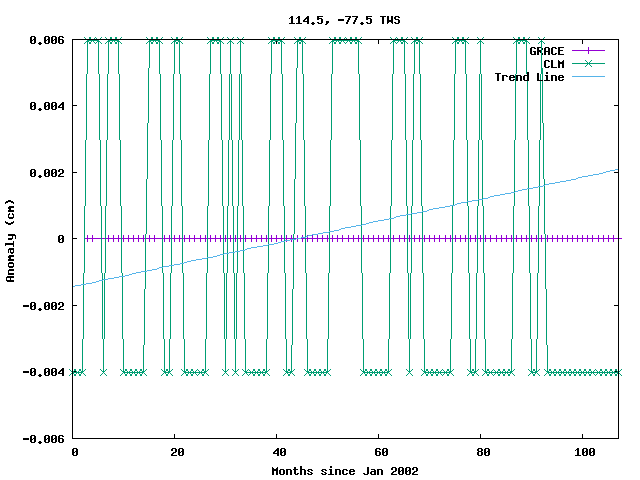 114.5, -77.5 TWS
0.006
0.004
0.002
0
-0.002
-0.004
-0.006
Anomaly (cm)
GRACE
CLM
Trend Line
0 20 40 60 80 100
Months since Jan 2002